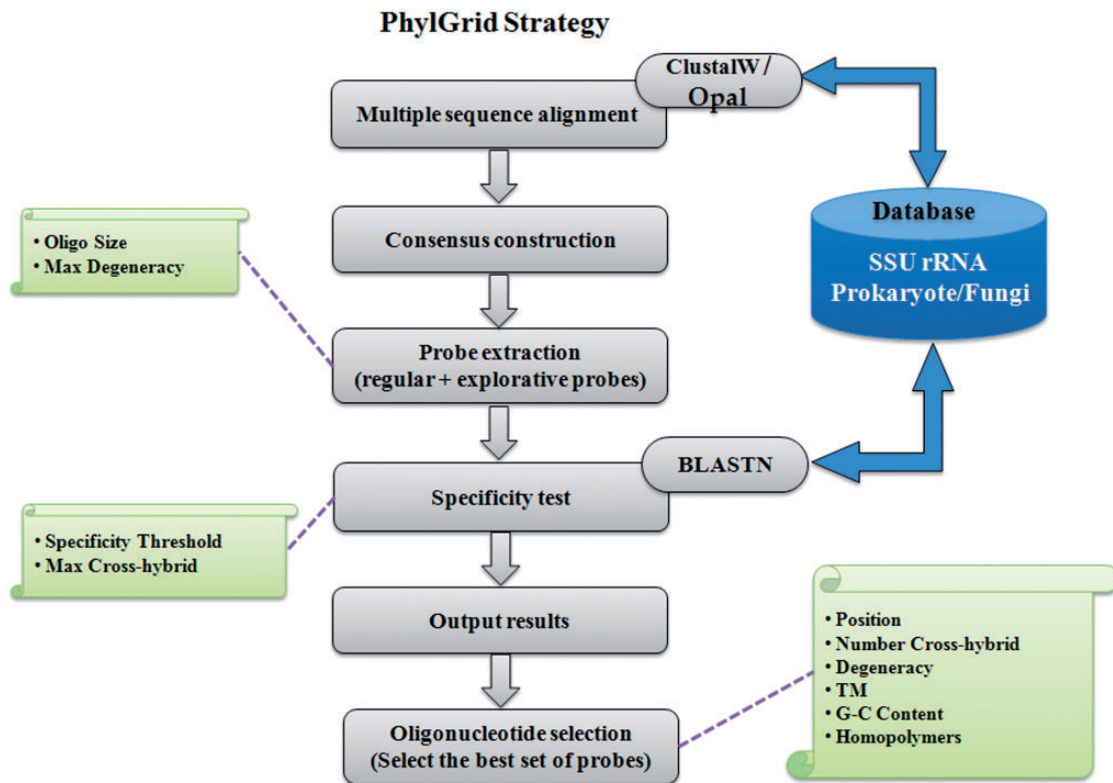 PhylGrid Strategy
ClustalW/
Opal
Multiple sequence alignment
Database
SSU rRNA
Prokaryote/Fungi
Consensus construction
• Oligo Size
• Max Degeneracy
Probe extraction
(regular + explorative probes)
BLASTN
Specificity test
• Specificity Threshold
• Max Cross-hybrid
Output results
• Position
• Number Cross-hybrid
• Degeneracy
• TM
• G-C Content
• Homopolymers
Oligonucleotide selection
(Select the best set of probes)